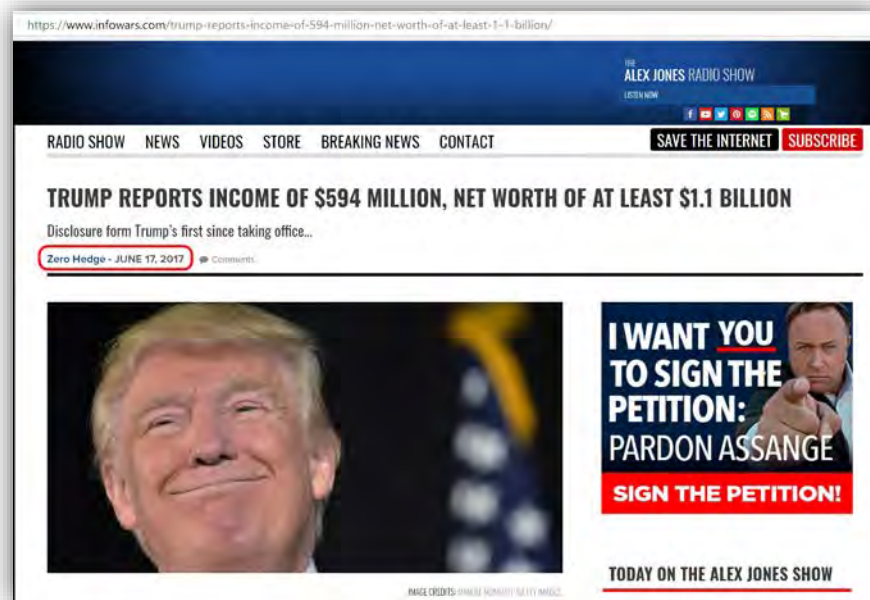 https://www.infowars.com/trump-reports-income-of-594-million-net-worth-of-at-least-1-1-billion/
THE
ALEX JONES RADIO SHOW
LISTEN NOW
RADIO SHOW NEWS VIDEOS STORE BREAKING NEWS CONTACT
SAVE THE INTERNET SUBSCRIBE
TRUMP REPORTS INCOME OF $594 MILLION, NET WORTH OF AT LEAST $1.1 BILLION
Disclosure form Trump's first since taking office...
Zero Hedge - JUNE 17, 2017 Comments
I WANT YOU
TO SIGN THE
PETITION:
PARDON ASSANGE
SIGN THE PETITION!
IMAGE CREDITS:
TODAY ON THE ALEX JONES SHOW